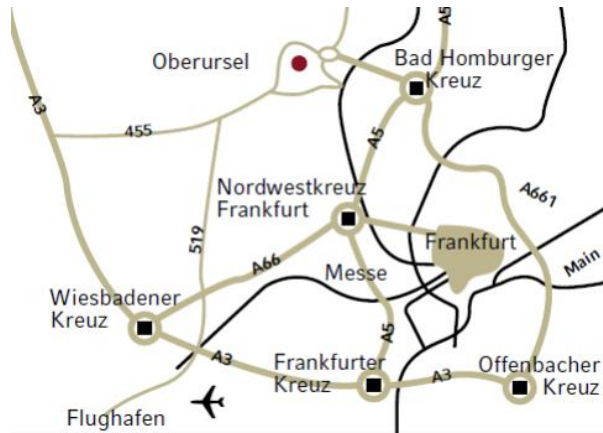 A5
Oberursel
Bad Homburger
Kreuz
A3
455
A5
Nordwestkreuz
Frankfurt
A661
519
Frankfurt
A66
Messe
Main
Wiesbadener
Kreuz
A5
A3
Frankfurter
Kreuz
A3
Offenbacher
Kreuz
Flughafen